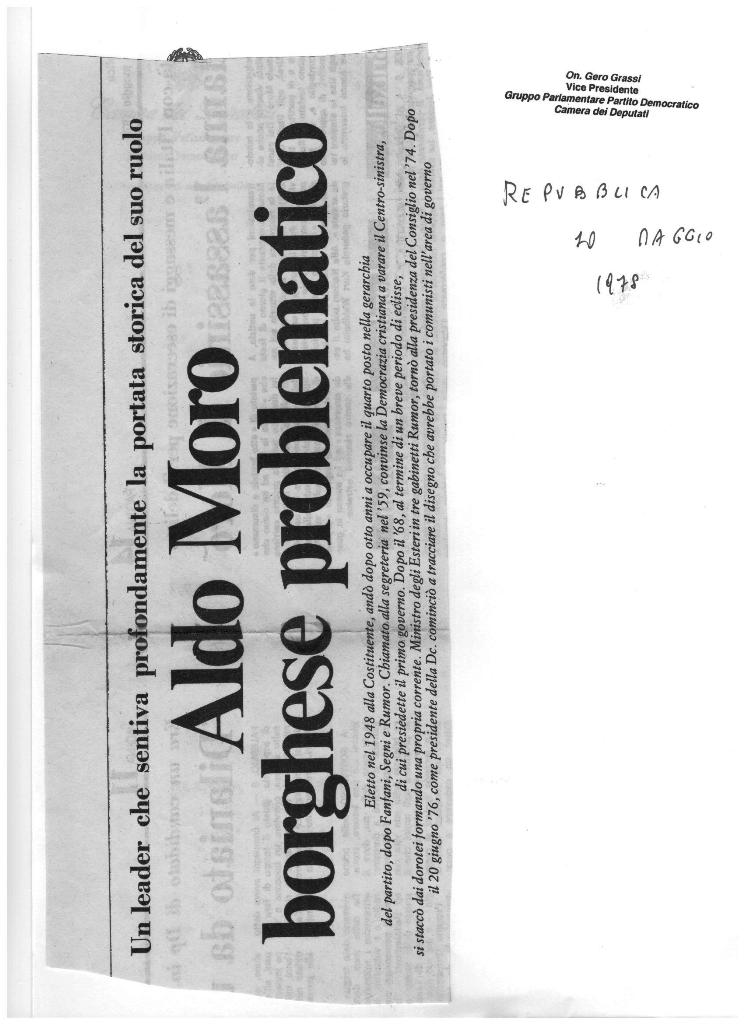 On. Gero Grassi
Vice Presidente
Gruppo Parlamentare Partito Democratico
Camera dei Deputati
REPUBBLICA
10 MAGGIO
1978
Un leader che sentiva profondamente la portata storica del suo ruolo
Aldo Moro
borghese problematico
Eletto nel 1948 alla Costituente, andò dopo otto anni a occupare il quarto posto nella gerarchia
del partito, dopo Fanfani, Segni e Rumor. Chiamato alla segreteria nel '59, convinse la Democrazia cristiana a varare il Centro-sinistra,
di cui presiedette il primo governo. Dopo il '68, al termine di un breve periodo di eclisse,
si staccò dai dorotei formando una propria corrente. Ministro degli Esteri in tre gabinetti Rumor, tornò alla presidenza del Consiglio nel '74. Dopo
il 20 giugno '76, come presidente della Dc. cominciò a tracciare il disegno che avrebbe portato i comunisti nell'area di governo